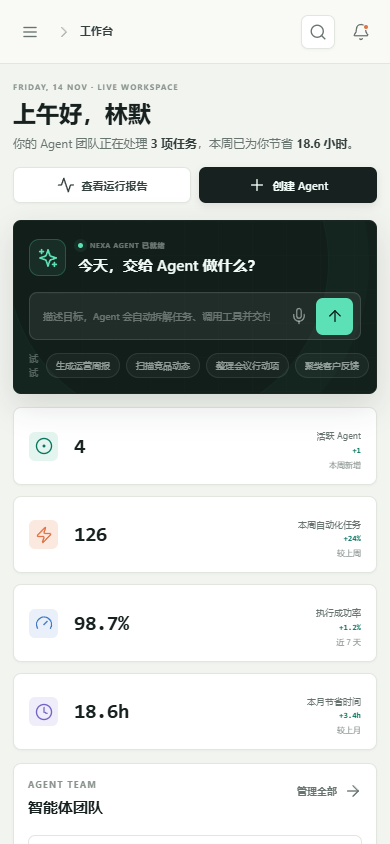 工作台
FRIDAY, 14 NOV · LIVE WORKSPACE
上午好，林默
你的 Agent 团队正在处理 3 项任务，本周已为你节省 18.6 小时。
查看运行报告
创建 Agent
NEXA AGENT 已就绪
今天，交给 Agent 做什么？
描述目标，Agent 会自动拆解任务、调用工具并交付
试试
生成运营周报
扫描竞品动态
整理会议行动项
聚类客户反馈
4
活跃 Agent
+1
本周新增
126
本周自动化任务
+24%
较上周
98.7%
执行成功率
+1.2%
近 7 天
18.6h
本月节省时间
+3.4h
较上月
AGENT TEAM
智能体团队
管理全部